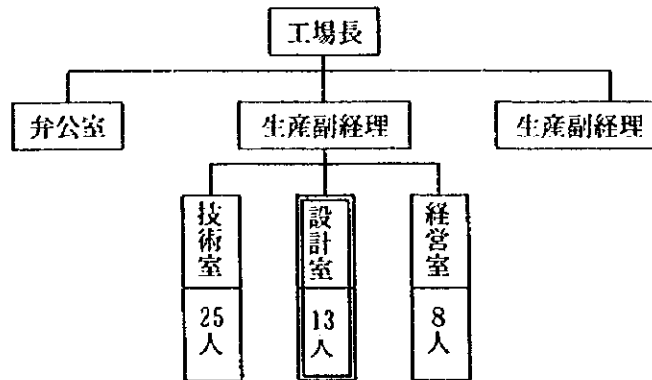 工場長
弁公室
生産副経理
生産副経理
技術室
設計室
経営室
25人
13人
8人